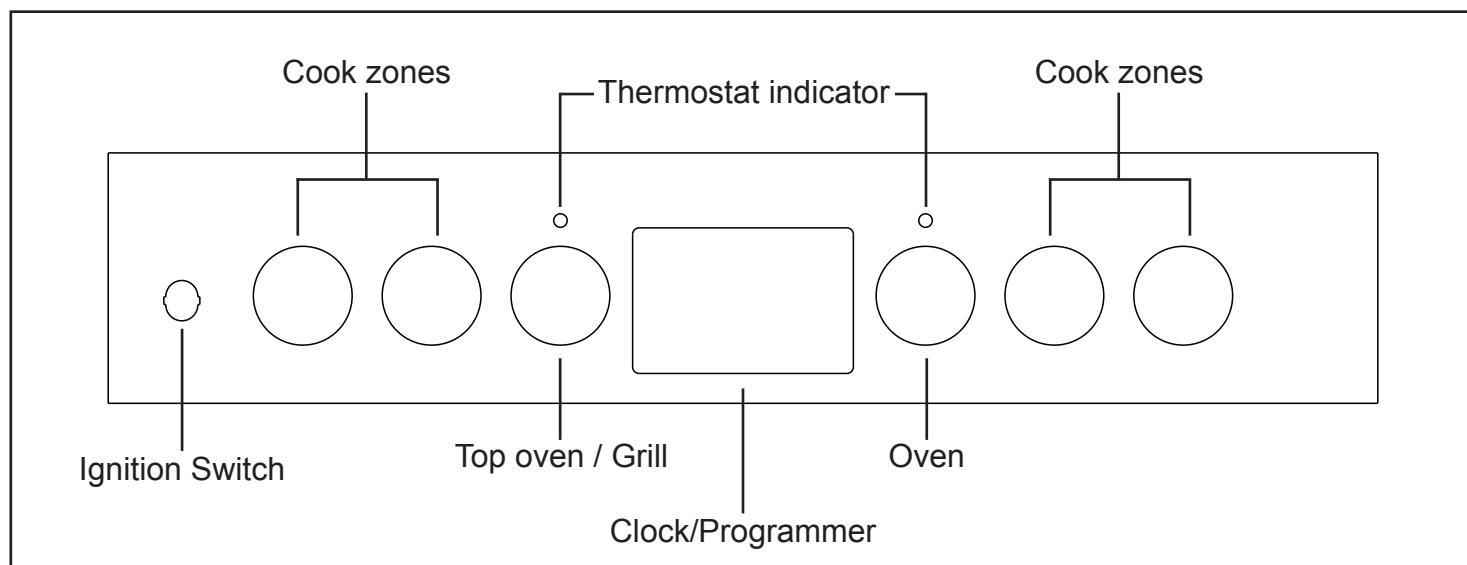 Cook zones
Thermostat indicator
Cook zones
Ignition Switch
Top oven / Grill
Oven
Clock/Programmer